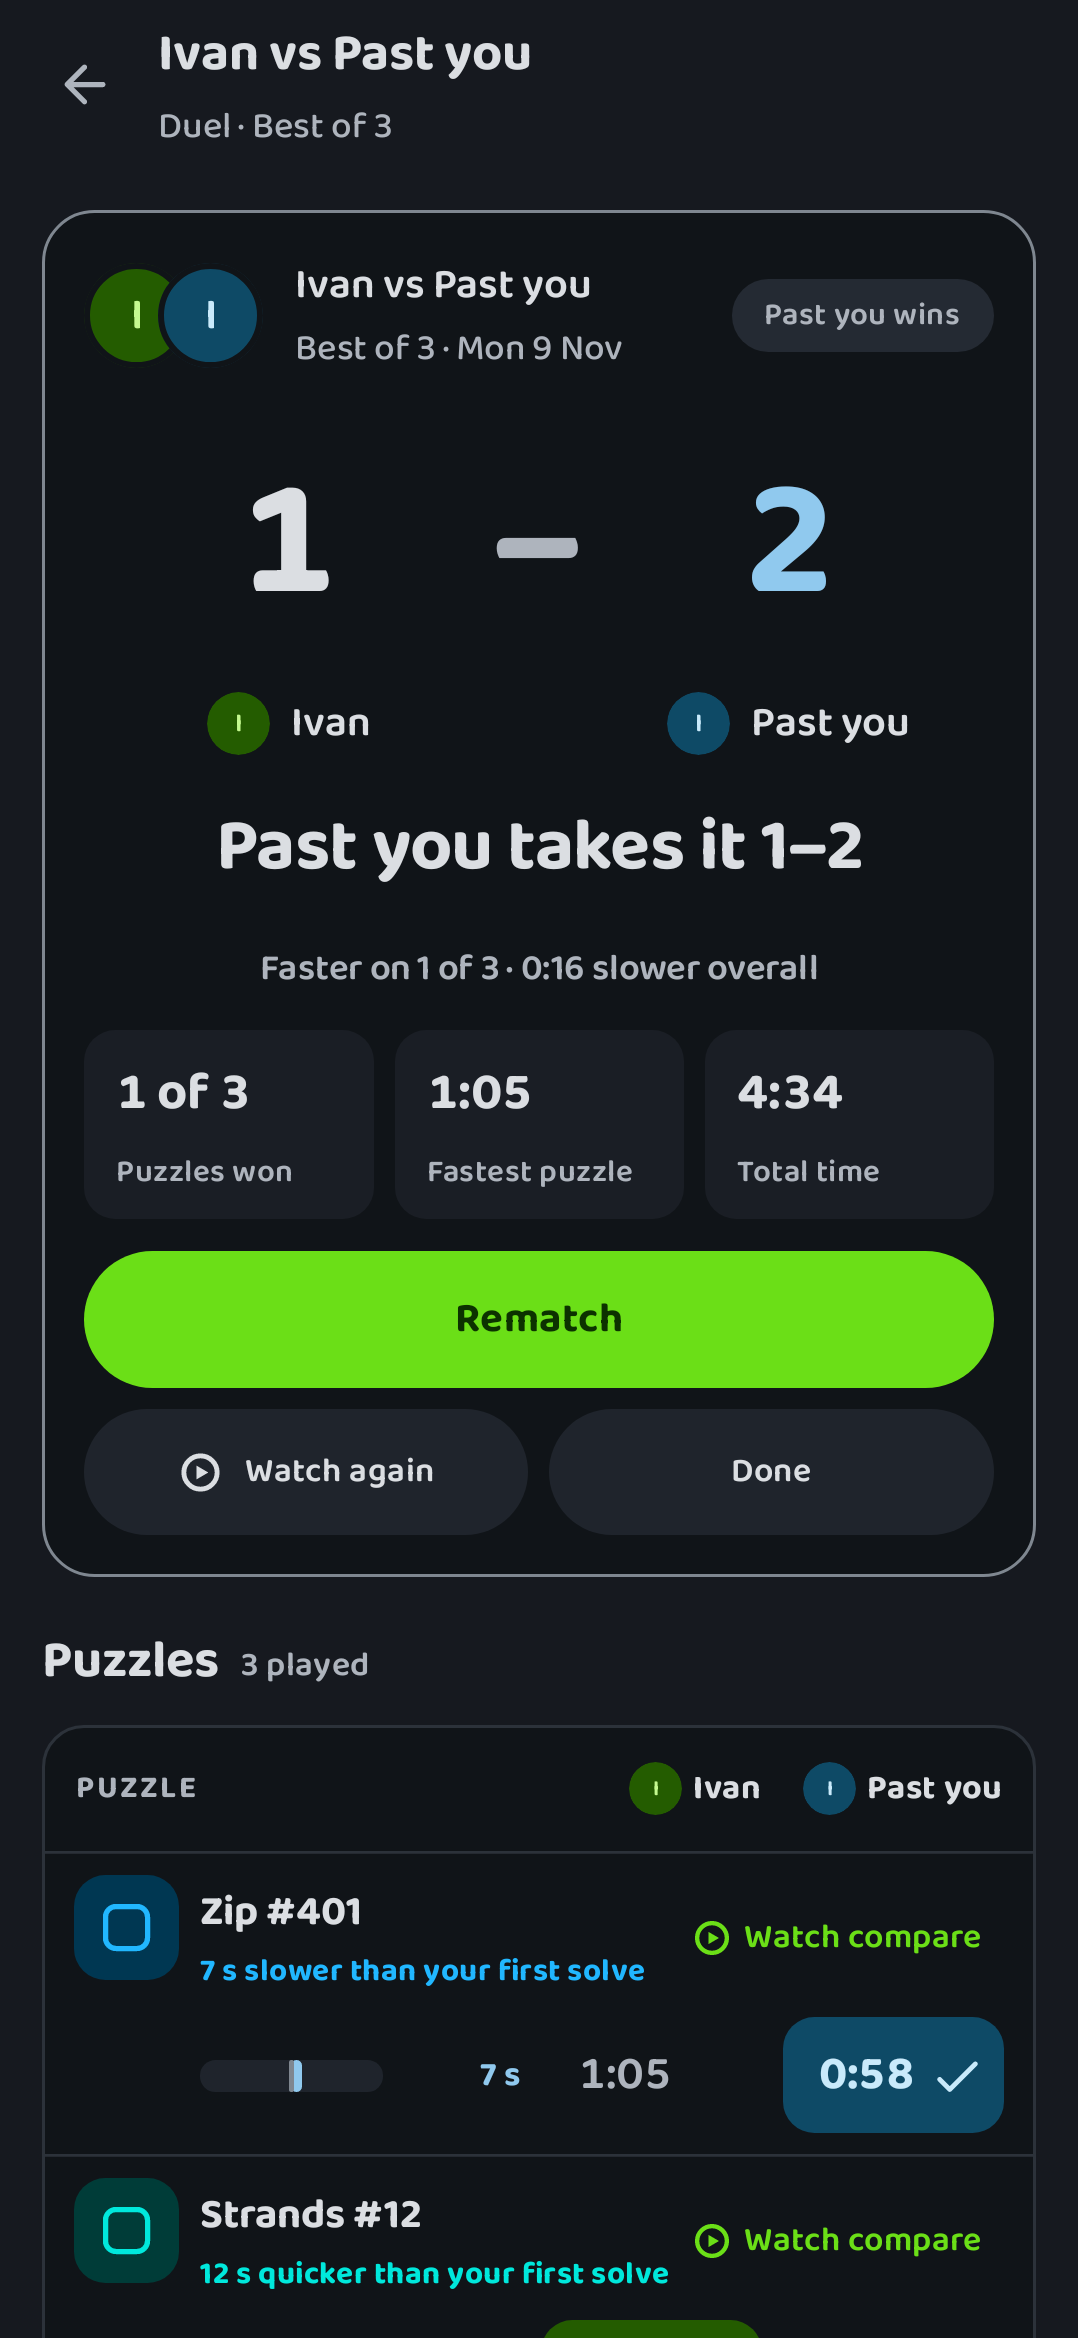 Ivan vs Past you
Duel · Best of 3
I
I
Ivan vs Past you
Best of 3 · Mon 9 Nov
Past you wins
1 – 2
I Ivan
I Past you
Past you takes it 1–2
Faster on 1 of 3 · 0:16 slower overall
1 of 3
Puzzles won
1:05
Fastest puzzle
4:34
Total time
Rematch
Watch again
Done
Puzzles 3 played
PUZZLE
I Ivan
I Past you
Zip #401
7 s slower than your first solve
Watch compare
7 s
1:05
0:58
Strands #12
12 s quicker than your first solve
Watch compare